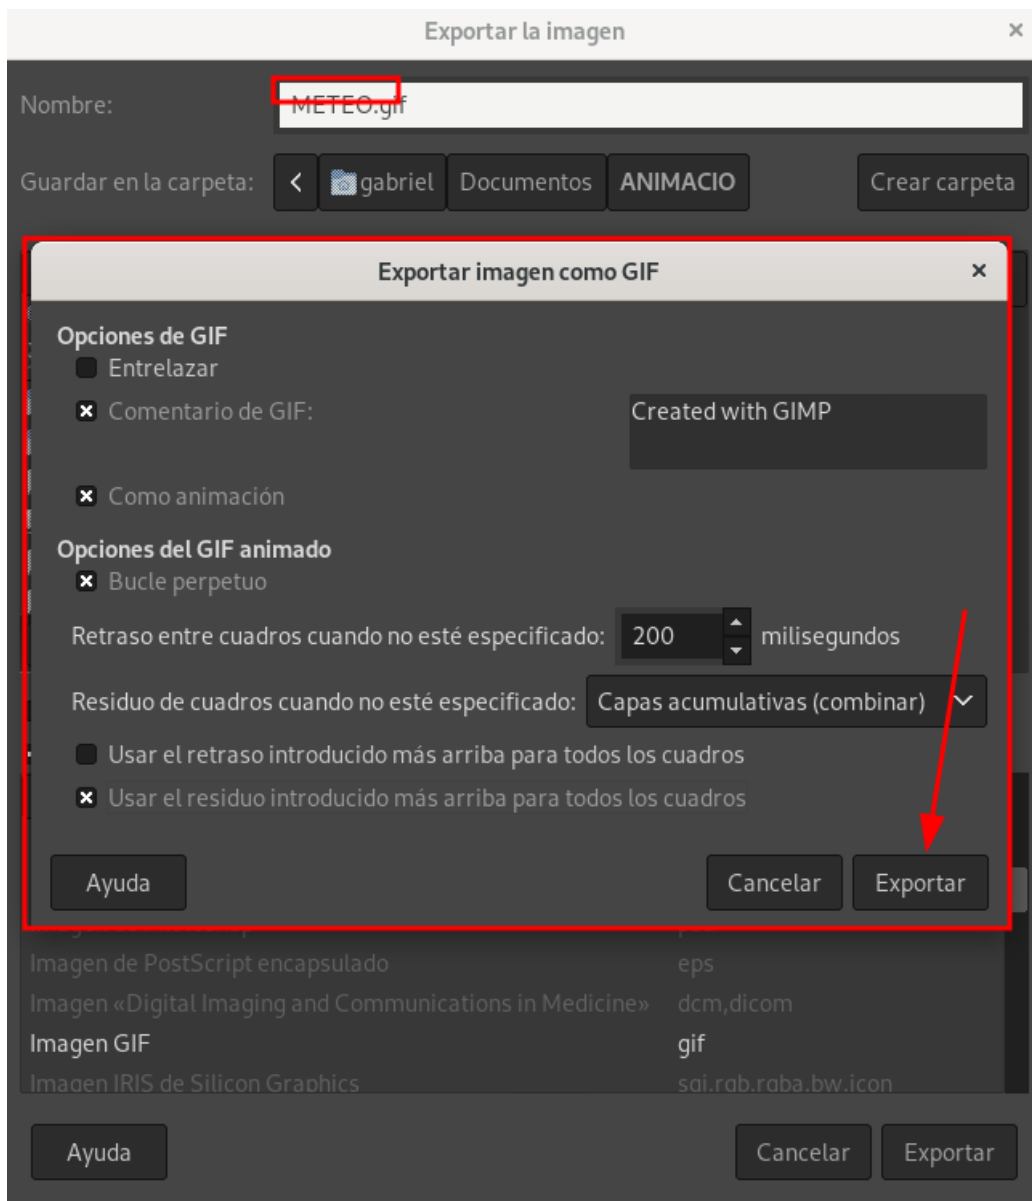 Exportar la imagen
Nombre: METEO.gif
Guardar en la carpeta: gabriel Documentos ANIMACIO Crear carpeta
Exportar imagen como GIF
Opciones de GIF
Entrelazar
Comentario de GIF: Created with GIMP
Como animación
Opciones del GIF animado
Bucle perpetuo
Retraso entre cuadros cuando no esté especificado: 200 milisegundos
Residuo de cuadros cuando no esté especificado: Capas acumulativas (combinar)
Usar el retraso introducido más arriba para todos los cuadros
Usar el residuo introducido más arriba para todos los cuadros
Ayuda Cancelar Exportar
Imagen de PostScript encapsulado eps
Imagen «Digital Imaging and Communications in Medicine» dcm,dicom
Imagen GIF gif
Imagen IRIS de Silicon Graphics sgi,rgb,rgba,bw,icon
Ayuda Cancelar Exportar